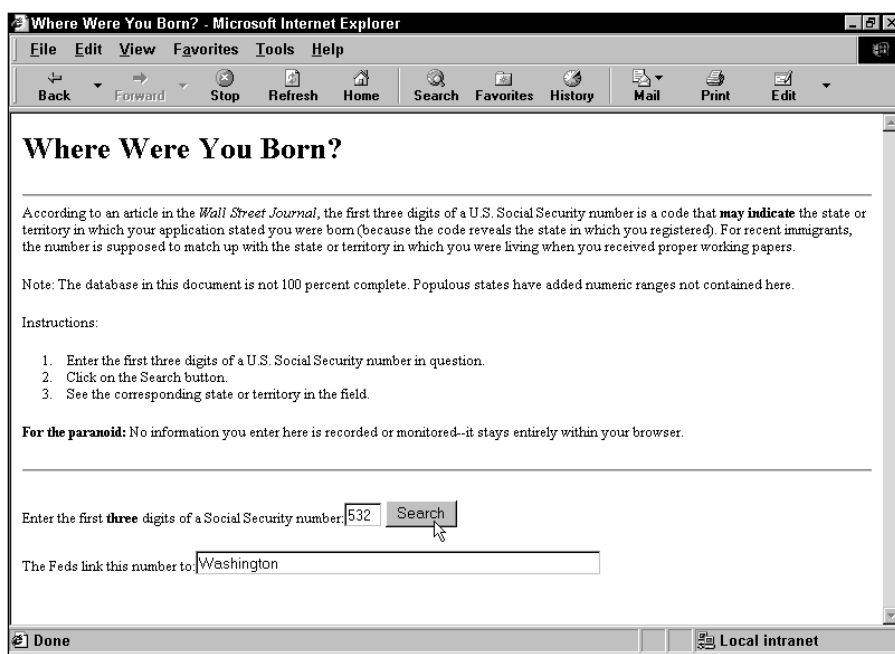 Where Were You Born? - Microsoft Internet Explorer
File Edit View Favorites Tools Help
Back Forward Stop Refresh Home Search Favorites History Mail Print Edit
Where Were You Born?
According to an article in the Wall Street Journal, the first three digits of a U.S. Social Security number is a code that may indicate the state or
territory in which your application stated you were born (because the code reveals the state in which you registered). For recent immigrants,
the number is supposed to match up with the state or territory in which you were living when you received proper working papers.
Note: The database in this document is not 100 percent complete. Populous states have added numeric ranges not contained here.
Instructions:
1. Enter the first three digits of a U.S. Social Security number in question.
2. Click on the Search button.
3. See the corresponding state or territory in the field.
For the paranoid: No information you enter here is recorded or monitored--it stays entirely within your browser.
Enter the first three digits of a Social Security number: 532 Search
The Feds link this number to: Washington
Done Local intranet